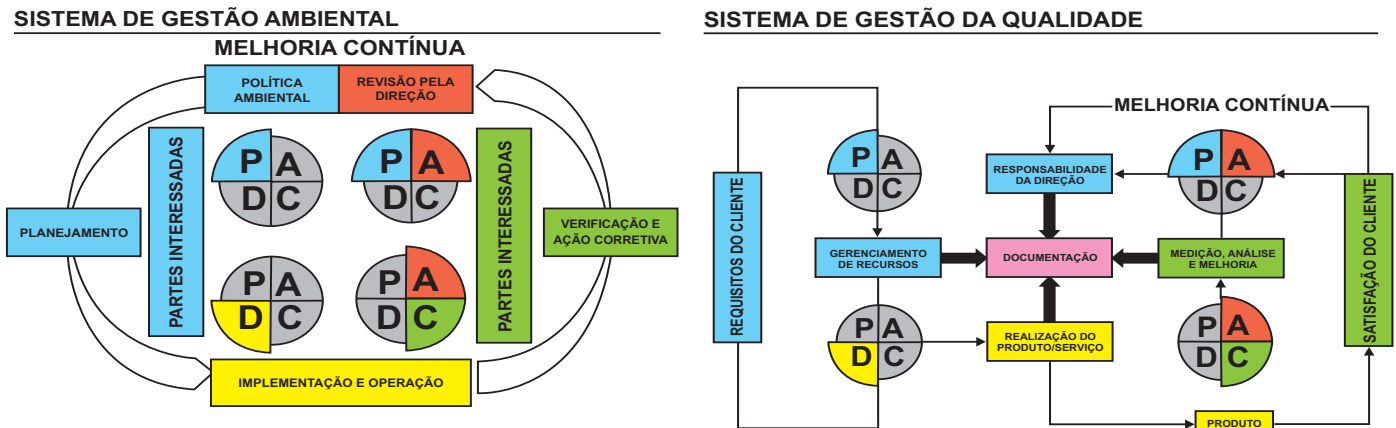 SISTEMA DE GESTÃO AMBIENTAL
MELHORIA CONTÍNUA
POLÍTICA
AMBIENTAL
REVISÃO PELA
DIREÇÃO
PARTES INTERESSADAS
P A
D C
P A
D C
PARTES INTERESSADAS
PLANEJAMENTO
VERIFICAÇÃO E
AÇÃO CORRETIVA
P A
D C
P A
D C
IMPLEMENTAÇÃO E OPERAÇÃO
SISTEMA DE GESTÃO DA QUALIDADE
MELHORIA CONTÍNUA
REQUISITOS DO CLIENTE
P A
D C
RESPONSABILIDADE
DA DIREÇÃO
P A
D C
SATISFAÇÃO DO CLIENTE
GERENCIAMENTO
DE RECURSOS
DOCUMENTAÇÃO
MEDIÇÃO, ANÁLISE
E MELHORIA
P A
D C
REALIZAÇÃO DO
PRODUTO/SERVIÇO
P A
D C
PRODUTO